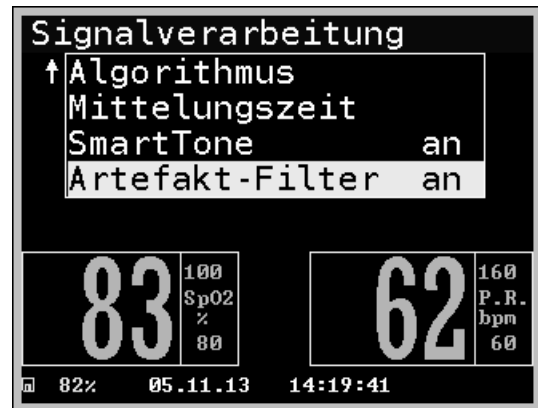 Signalverarbeitung
Algorithmus
Mittelungszeit
SmartTone an
Artefakt-Filter an
83 100 SpO2 % 80
62 160 P.R. bpm 60
82% 05.11.13 14:19:41